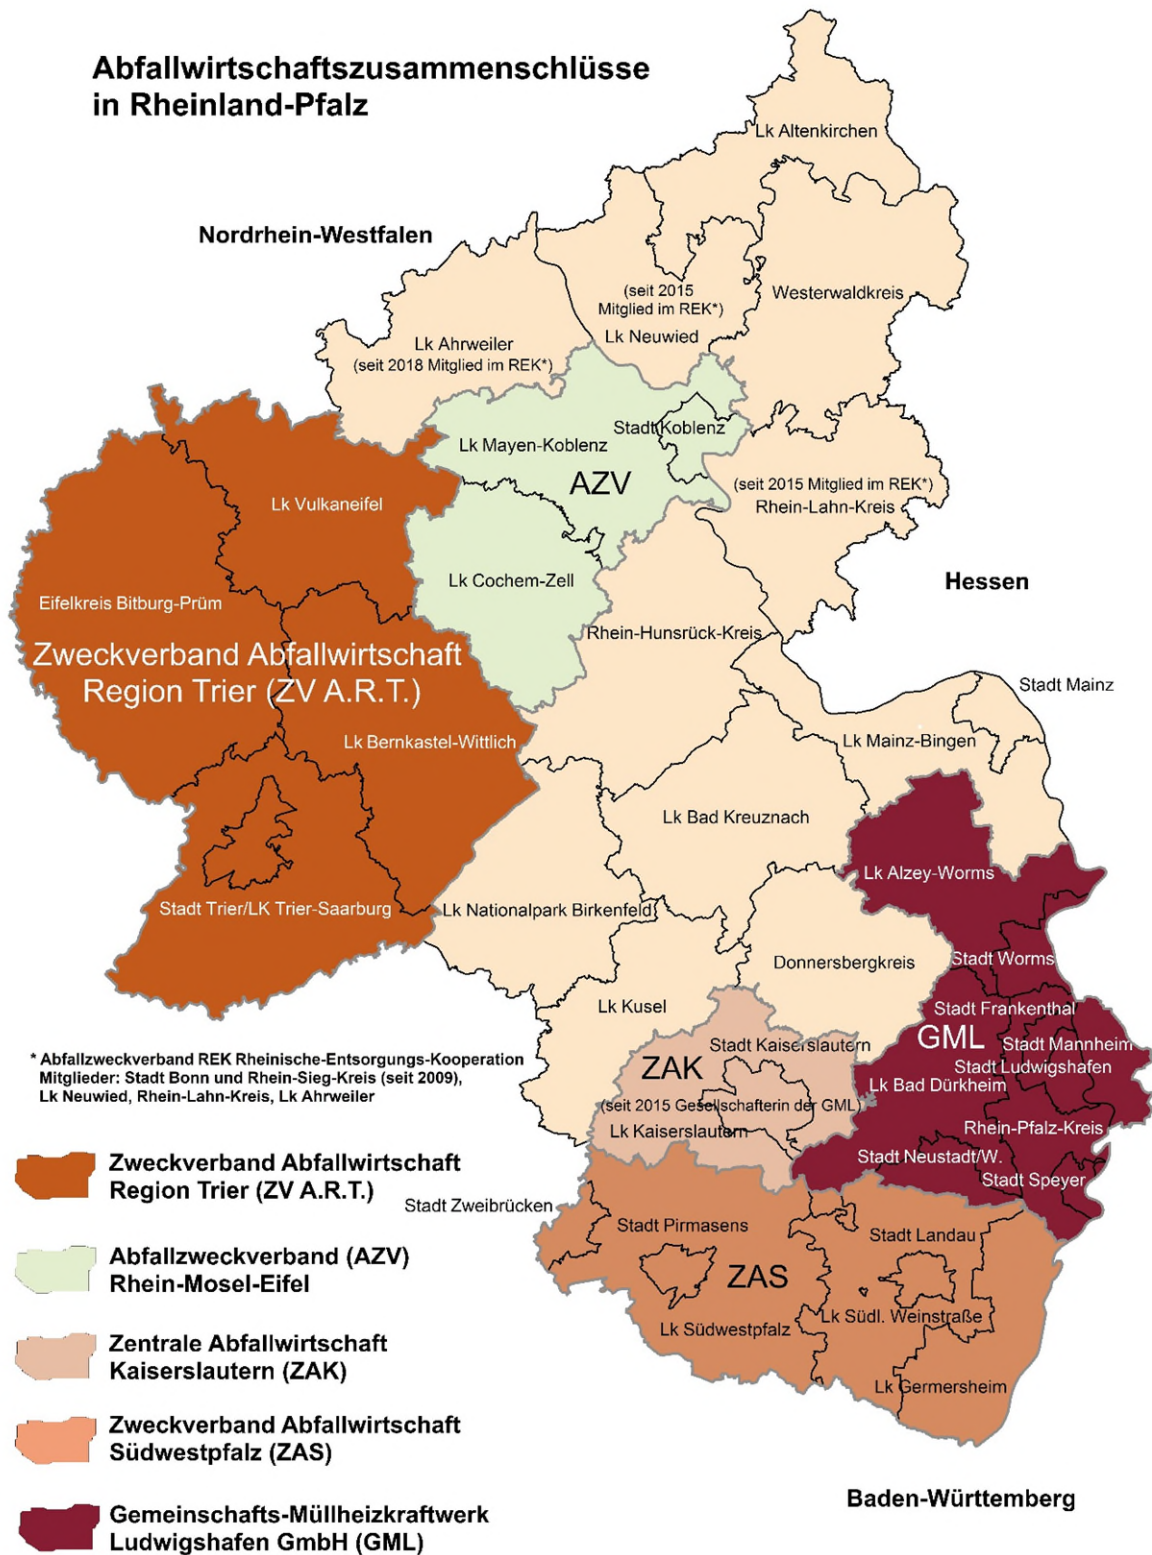 Abfallwirtschaftszusammenschlüsse
in Rheinland-Pfalz
Lk Altenkirchen
Nordrhein-Westfalen
(seit 2015
Mitglied im REK*)
Lk Neuwied
Westerwaldkreis
Lk Ahrweiler
(seit 2018 Mitglied im REK*)
Stadt Koblenz
Lk Mayen-Koblenz
AZV
(seit 2015 Mitglied im REK*)
Rhein-Lahn-Kreis
Lk Vulkaneifel
Lk Cochem-Zell
Hessen
Eifelkreis Bitburg-Prüm
Rhein-Hunsrück-Kreis
Zweckverband Abfallwirtschaft
Region Trier (ZV A.R.T.)
Stadt Mainz
Lk Bernkastel-Wittlich
Lk Mainz-Bingen
Lk Bad Kreuznach
Lk Alzey-Worms
Stadt Trier/LK Trier-Saarburg
Lk Nationalpark Birkenfeld
Donnersbergkreis
Stadt Worms
Lk Kusel
Stadt Frankenthal
GML
Stadt Mannheim
Stadt Ludwigshafen
Lk Bad Dürkheim
Stadt Kaiserslautern
ZAK
(seit 2015 Gesellschafterin der GML)
Lk Kaiserslautern
Rhein-Pfalz-Kreis
Stadt Neustadt/W.
Stadt Speyer
* Abfallzweckverband REK Rheinische-Entsorgungs-Kooperation
Mitglieder: Stadt Bonn und Rhein-Sieg-Kreis (seit 2009),
Lk Neuwied, Rhein-Lahn-Kreis, Lk Ahrweiler
Stadt Zweibrücken
Stadt Pirmasens
Stadt Landau
ZAS
Lk Südwestpfalz
Lk Südl. Weinstraße
Lk Germersheim
Zweckverband Abfallwirtschaft
Region Trier (ZV A.R.T.)
Abfallzweckverband (AZV)
Rhein-Mosel-Eifel
Zentrale Abfallwirtschaft
Kaiserslautern (ZAK)
Zweckverband Abfallwirtschaft
Südwestpfalz (ZAS)
Gemeinschafts-Müllheizkraftwerk
Ludwigshafen GmbH (GML)
Baden-Württemberg